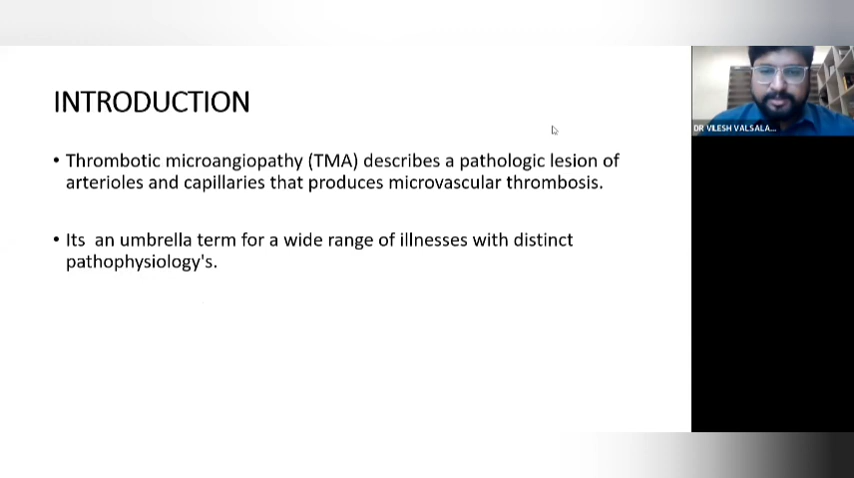 INTRODUCTION
• Thrombotic microangiopathy (TMA) describes a pathologic lesion of
arterioles and capillaries that produces microvascular thrombosis.
• Its  an umbrella term for a wide range of illnesses with distinct
pathophysiology's.
DR VILESH VALSALA...